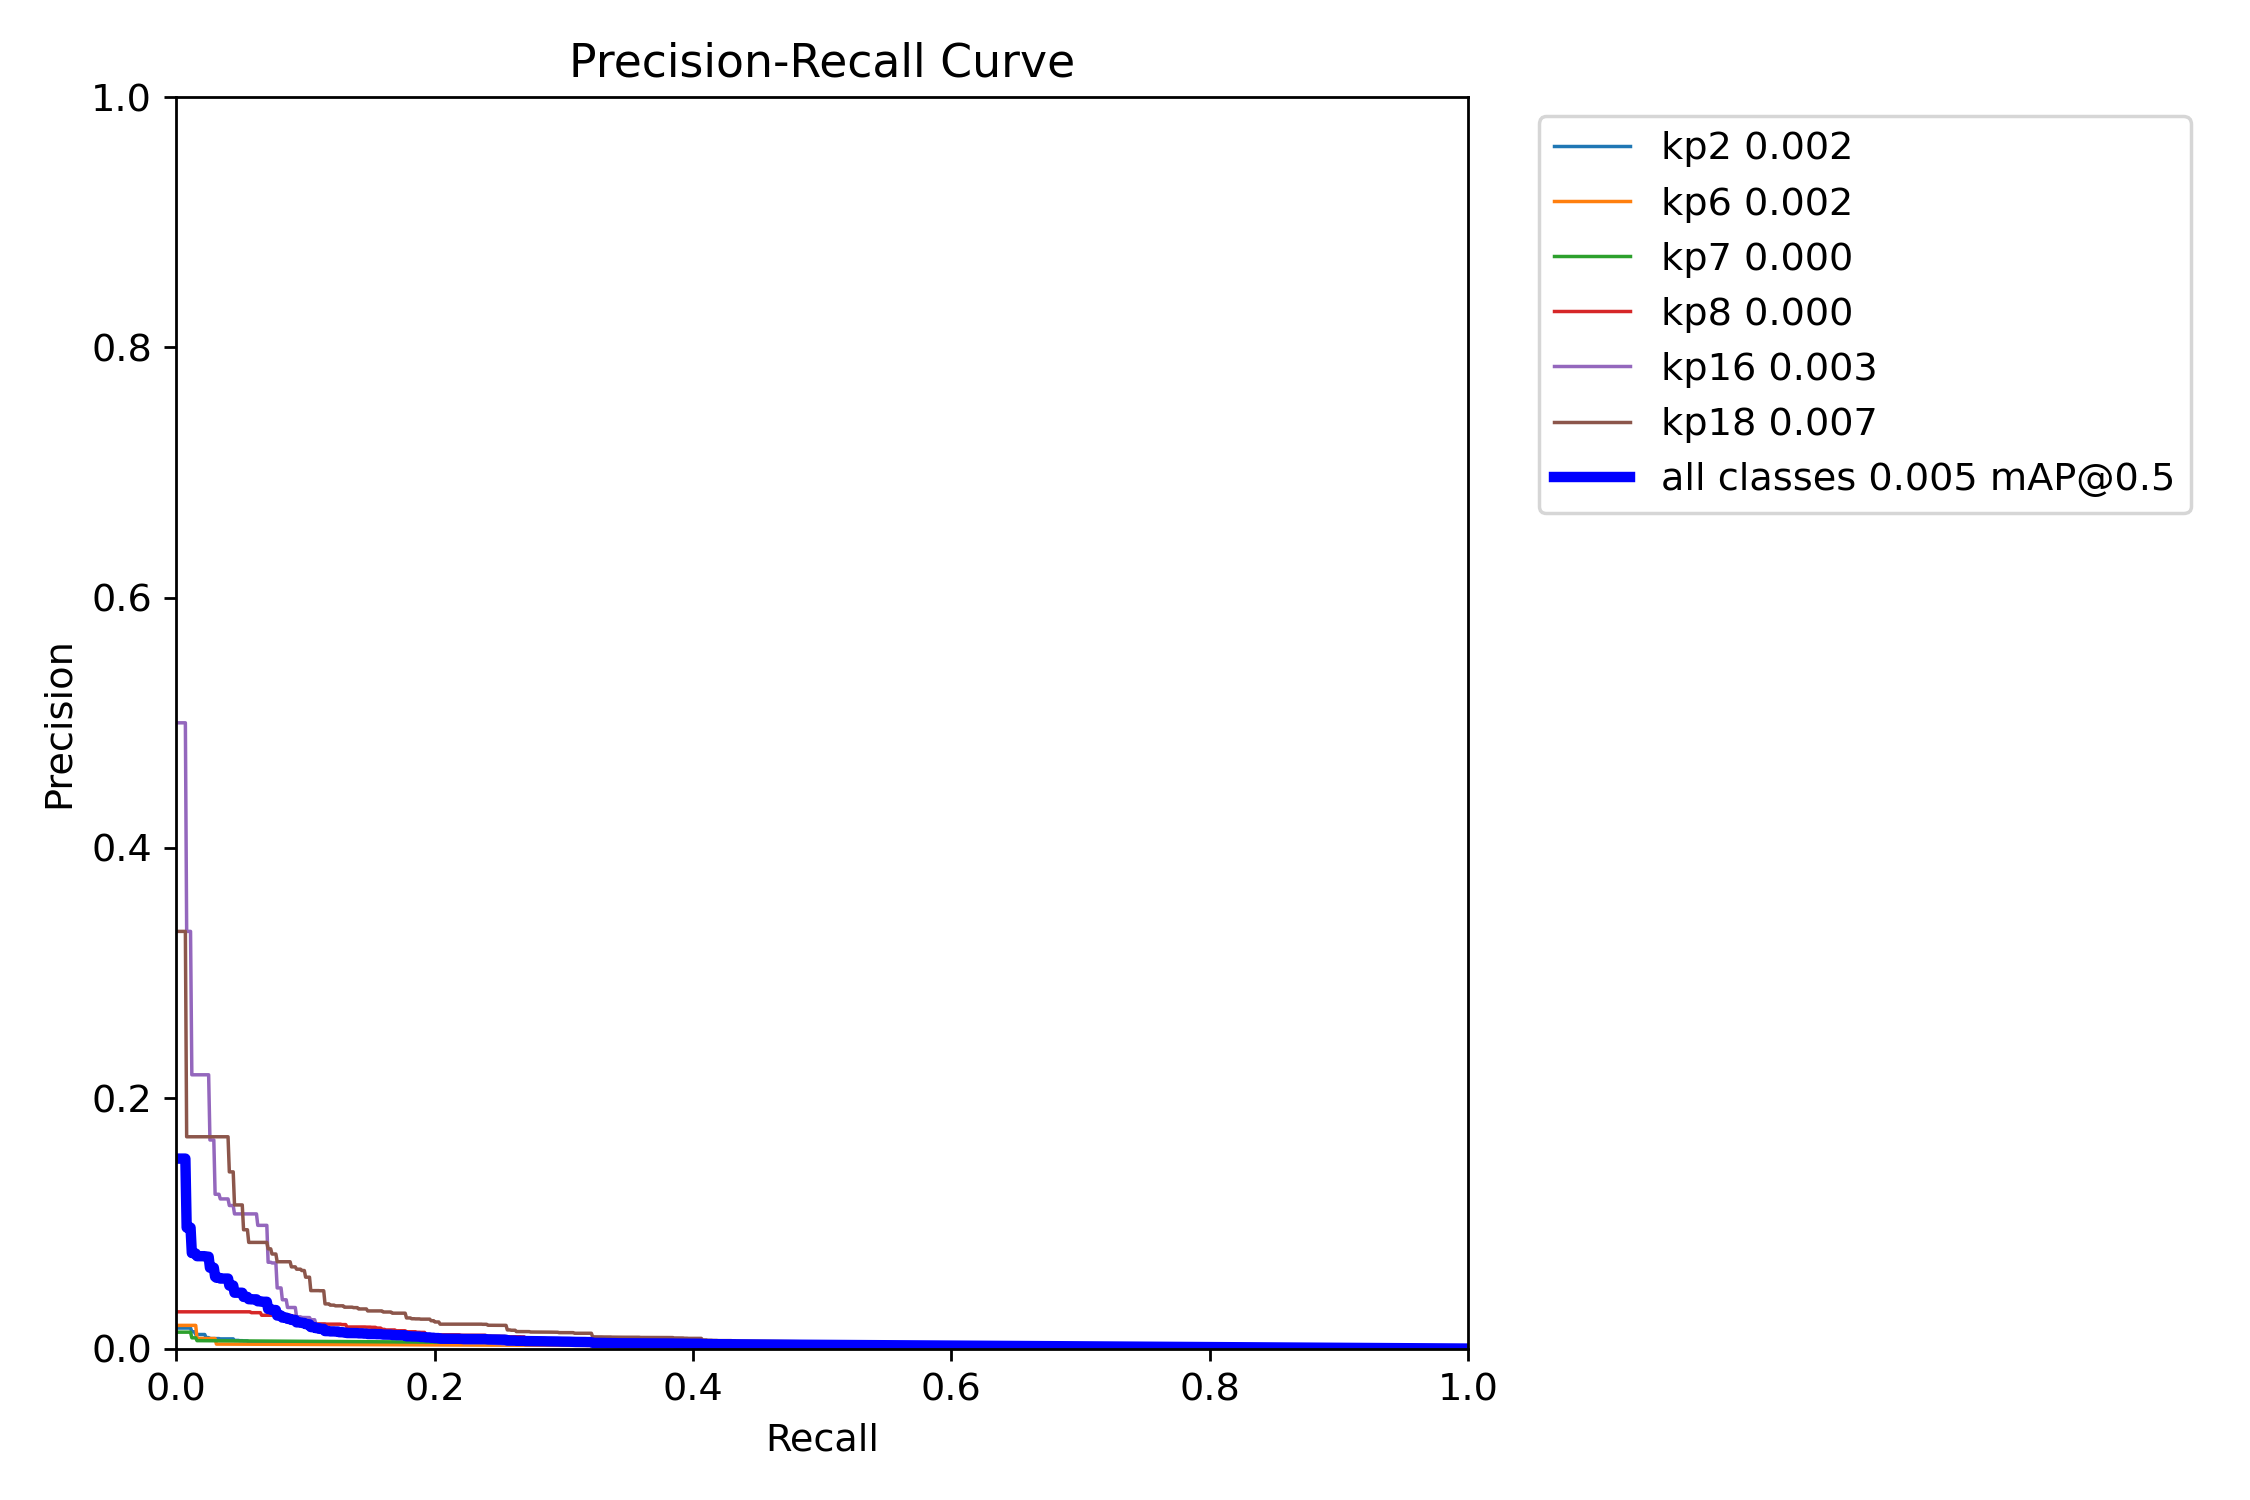 Precision-Recall Curve
1.0
0.8
0.6
0.4
0.2
0.0
Precision
0.0 0.2 0.4 0.6 0.8 1.0
Recall
kp2 0.002
kp6 0.002
kp7 0.000
kp8 0.000
kp16 0.003
kp18 0.007
all classes 0.005 mAP@0.5